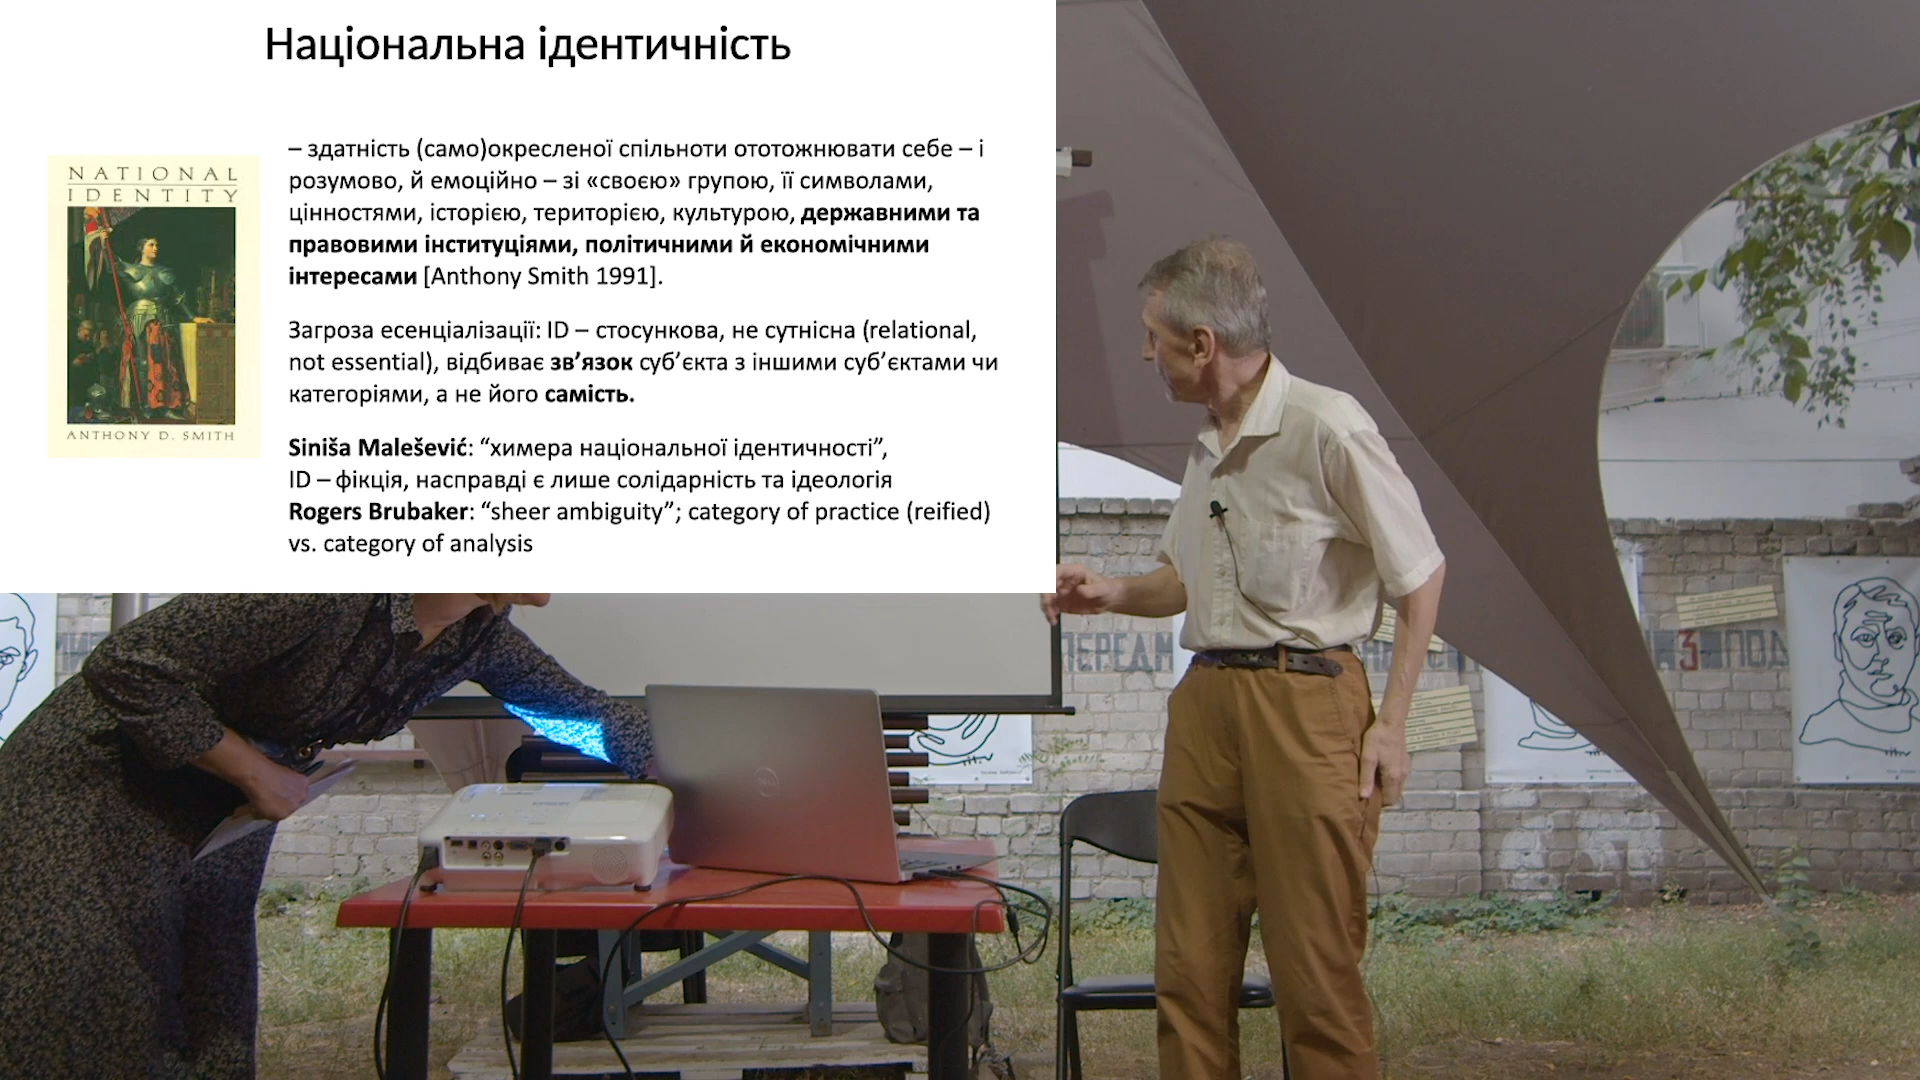 Національна ідентичність
NATIONAL
IDENTITY
ANTHONY D. SMITH
– здатність (само)окресленої спільноти ототожнювати себе – і
розумово, й емоційно – зі «своєю» групою, її символами,
цінностями, історією, територією, культурою, державними та
правовими інституціями, політичними й економічними
інтересами [Anthony Smith 1991].
Загроза есенціалізації: ID – стосункова, не сутнісна (relational,
not essential), відбиває зв’язок суб’єкта з іншими суб’єктами чи
категоріями, а не його самість.
Siniša Malešević: “химера національної ідентичності”,
ID – фікція, насправді є лише солідарність та ідеологія
Rogers Brubaker: “sheer ambiguity”; category of practice (reified)
vs. category of analysis
З ПОД